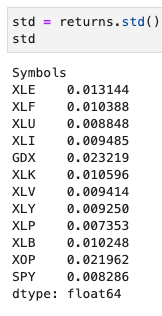 std = returns.std()
std
Symbols
XLE    0.013144
XLF    0.010388
XLU    0.008848
XLI    0.009485
GDX    0.023219
XLK    0.010596
XLV    0.009414
XLY    0.009250
XLP    0.007353
XLB    0.010248
XOP    0.021962
SPY    0.008286
dtype: float64